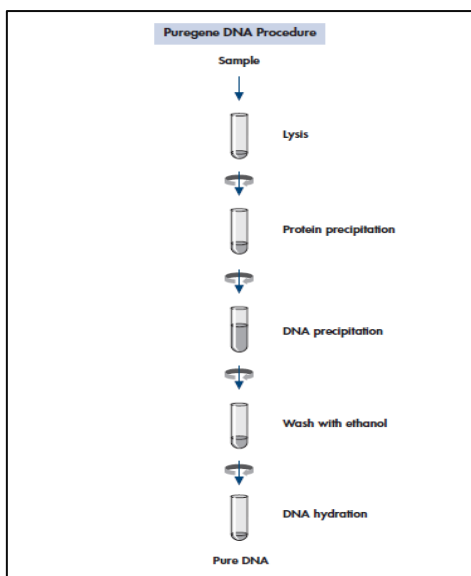 Puregene DNA Procedure
Sample
Lysis
Protein precipitation
DNA precipitation
Wash with ethanol
DNA hydration
Pure DNA